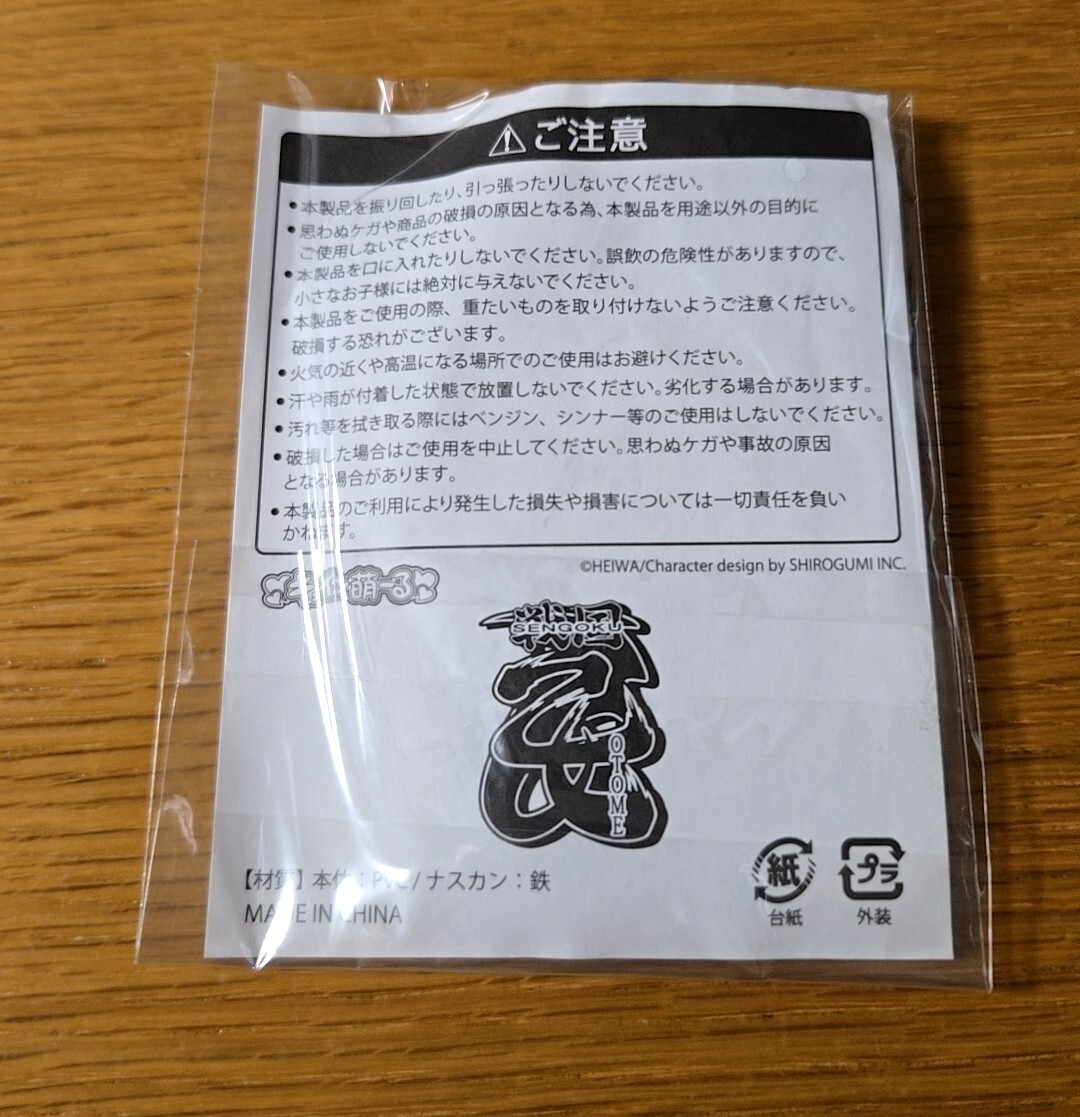 ご注意
●本製品を振り回したり、引っ張ったりしないでください。
●思わぬケガや商品の破損の原因となる為、本製品を用途以外の目的に
ご使用しないでください。
●本製品を口に入れたりしないでください。誤飲の危険性がありますので、
小さなお子様には絶対に与えないでください。
●本製品をご使用の際、重たいものを取り付けないようご注意ください。
破損する恐れがございます。
●火気の近くや高温になる場所でのご使用はお避けください。
●汗や雨が付着した状態で放置しないでください。劣化する場合があります。
●汚れ等を拭き取る際にはベンジン、シンナー等のご使用はしないでください。
●破損した場合はご使用を中止してください。思わぬケガや事故の原因
となる場合があります。
●本製品のご利用により発生した損失や損害については一切責任を負い
かねます。
©HEIWA/Character design by SHIROGUMI INC.
萌ーる
戦国
SENGOKU
乙女
OTOME
【材質】本体：PVC/ナスカン：鉄
MADE IN CHINA
紙
台紙
プラ
外装